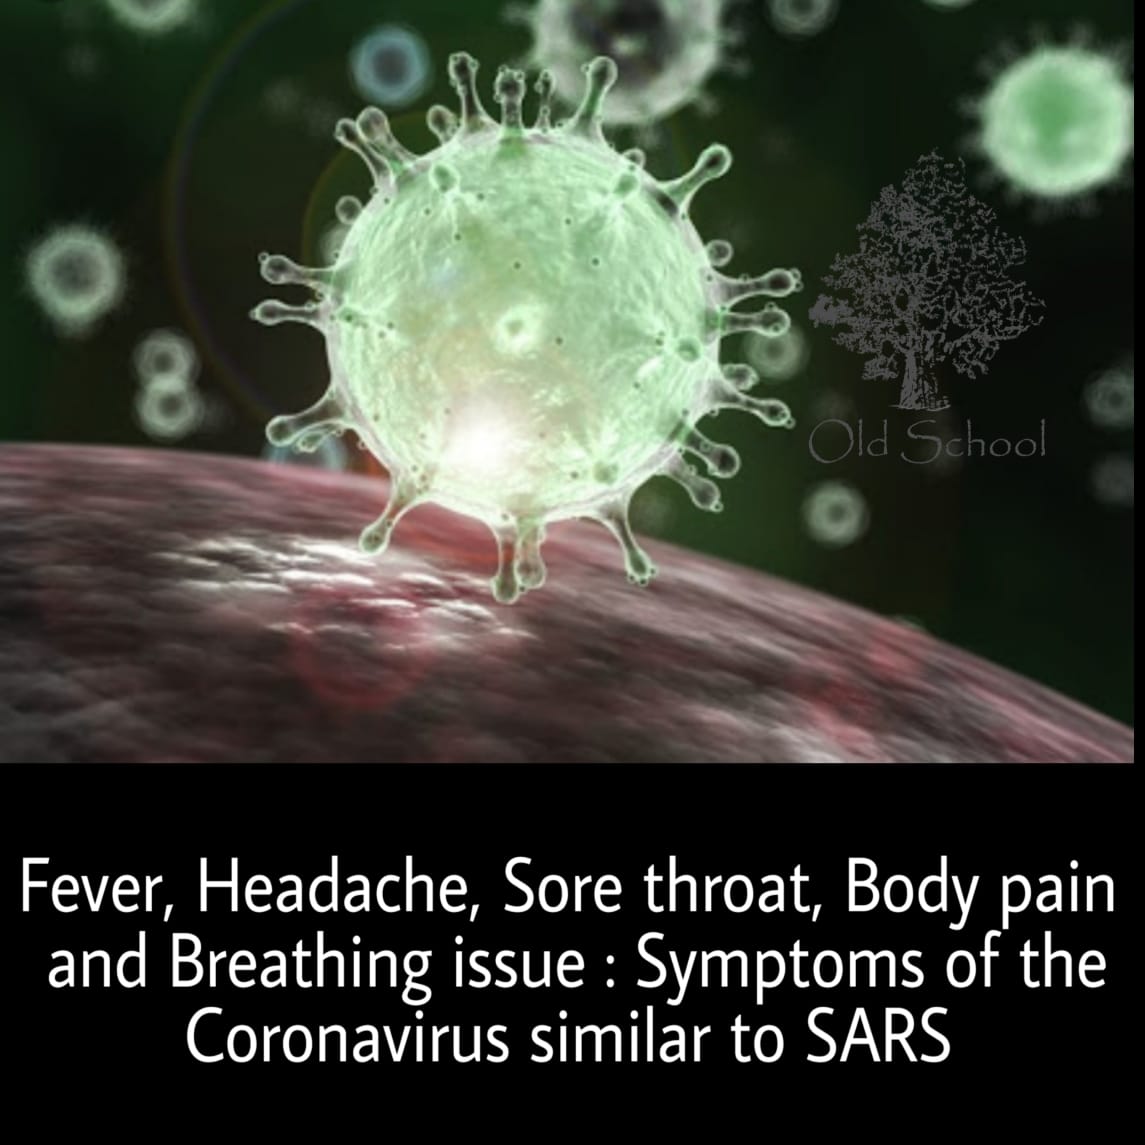 Old School
Fever, Headache, Sore throat, Body pain
and Breathing issue : Symptoms of the
Coronavirus similar to SARS